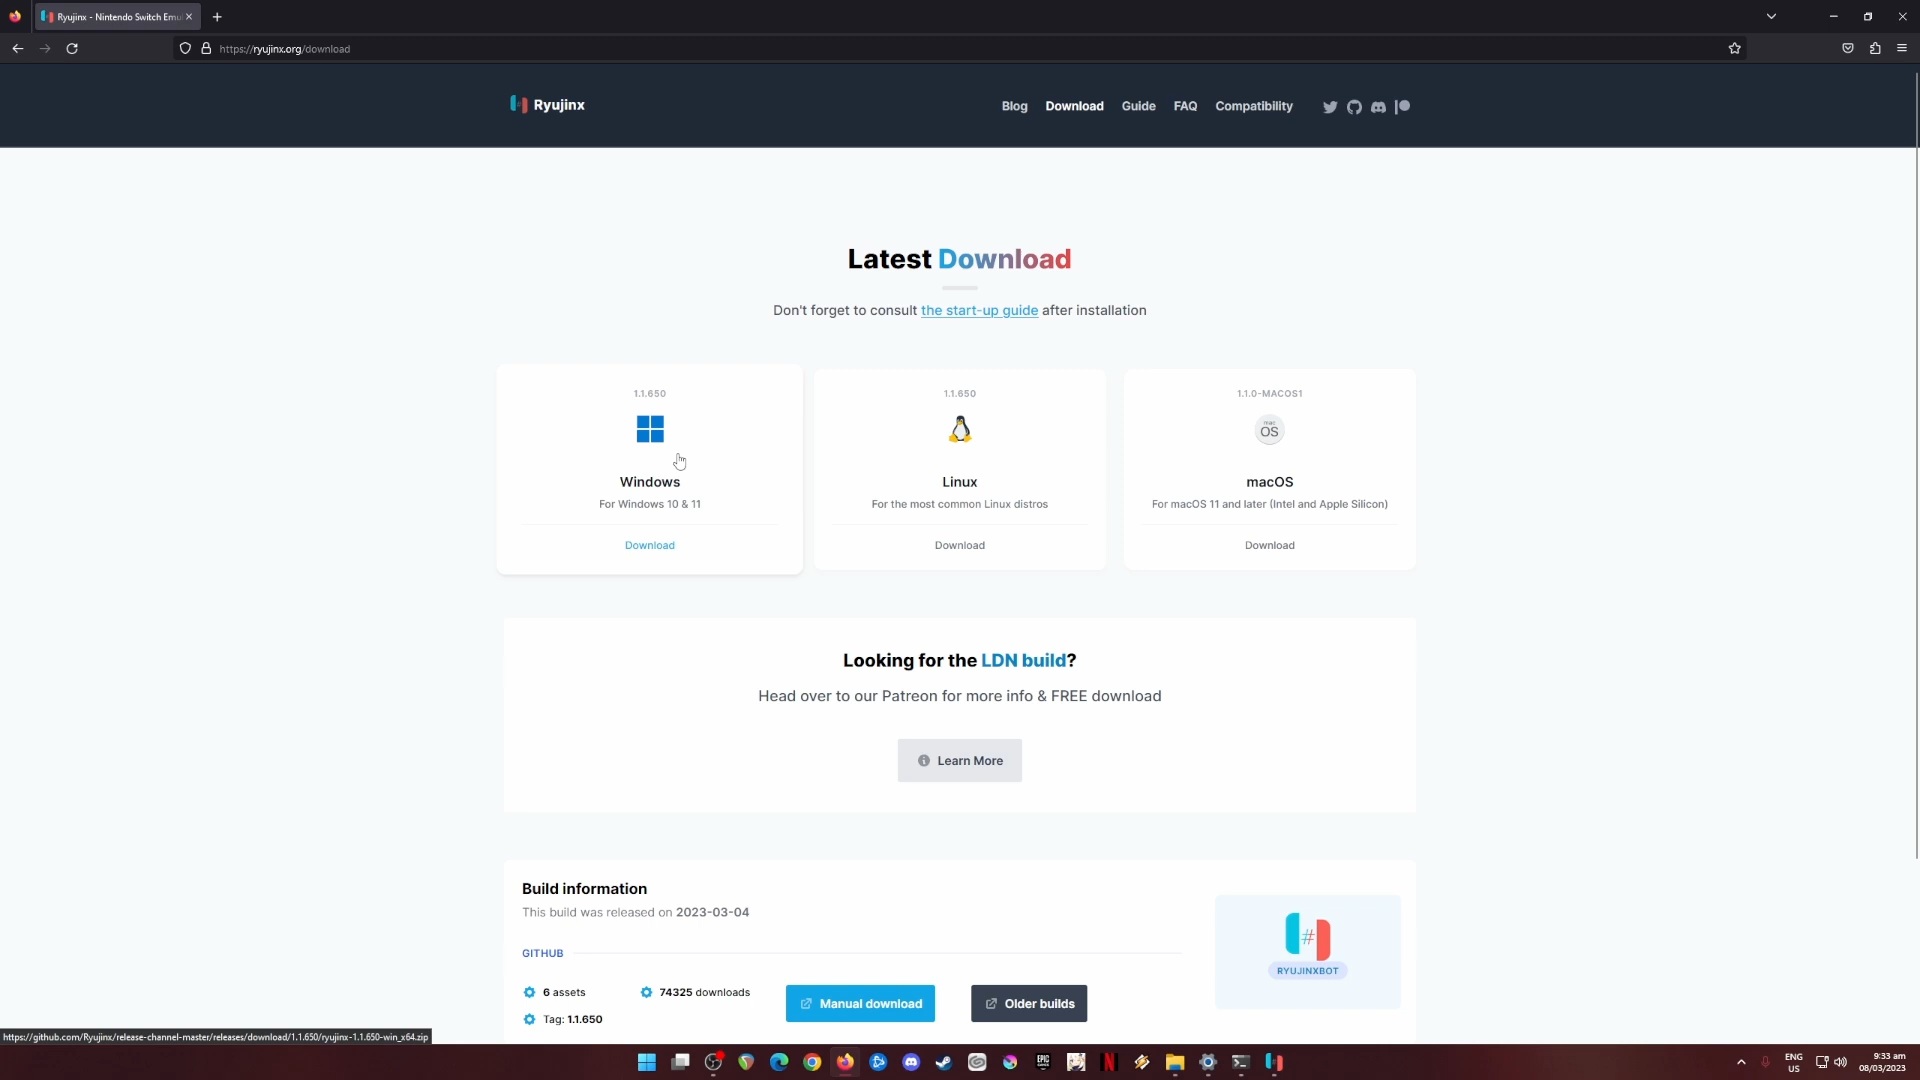 Ryujinx - Nintendo Switch Emu
https://ryujinx.org/download
Ryujinx
Blog
Download
Guide
FAQ
Compatibility
Latest Download
Don't forget to consult the start-up guide after installation
1.1.650
Windows
For Windows 10 & 11
Download
1.1.650
Linux
For the most common Linux distros
Download
1.1.0-MACOS1
mac
OS
macOS
For macOS 11 and later (Intel and Apple Silicon)
Download
Looking for the LDN build?
Head over to our Patreon for more info & FREE download
Learn More
Build information
This build was released on 2023-03-04
GITHUB
6 assets
74325 downloads
Tag: 1.1.650
Manual download
Older builds
#
RYUJINXBOT
https://github.com/Ryujinx/release-channel-master/releases/download/1.1.650/ryujinx-1.1.650-win_x64.zip
EPIC
N
ENG
US
9:33 am
08/03/2023